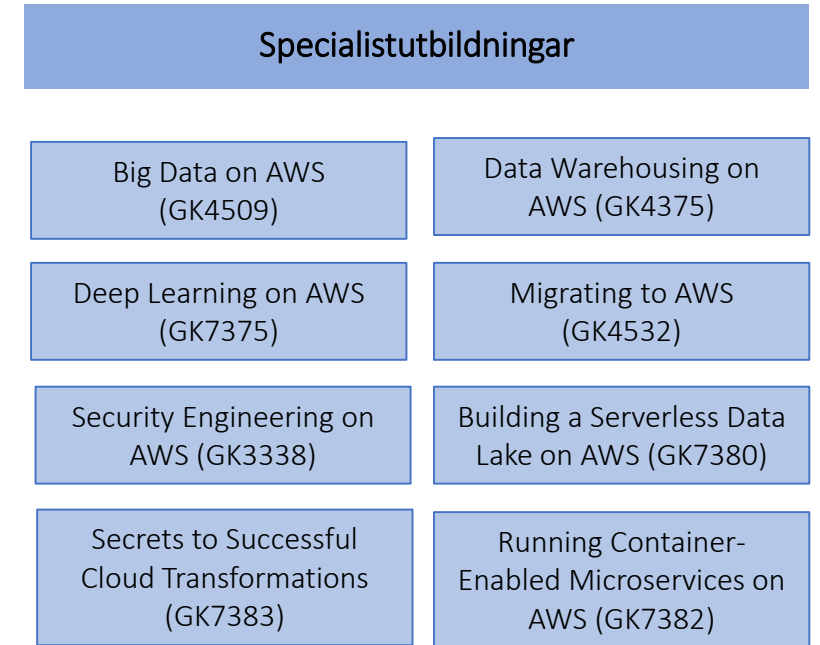 Specialistutbildningar
Big Data on AWS
(GK4509)
Data Warehousing on
AWS (GK4375)
Deep Learning on AWS
(GK7375)
Migrating to AWS
(GK4532)
Security Engineering on
AWS (GK3338)
Building a Serverless Data
Lake on AWS (GK7380)
Secrets to Successful
Cloud Transformations
(GK7383)
Running Container-
Enabled Microservices on
AWS (GK7382)